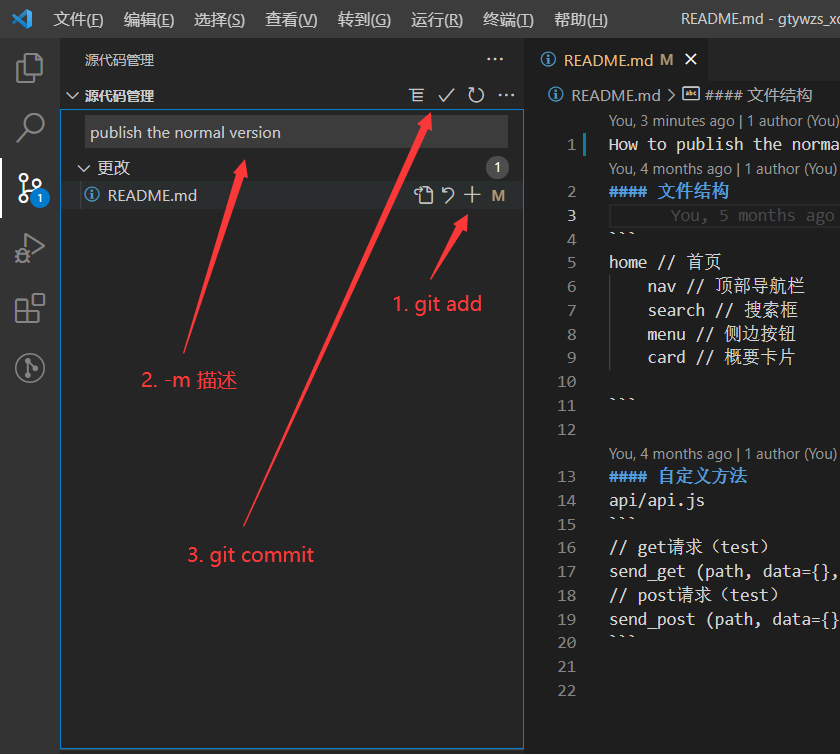 文件(F) 编辑(E) 选择(S) 查看(V) 转到(G) 运行(R) 终端(T) 帮助(H) README.md - gtywzs_xc
源代码管理 ···
源代码管理 ···
publish the normal version
更改 1
README.md M
1
1. git add
2. -m 描述
3. git commit
README.md M
README.md > abc #### 文件结构
You, 3 minutes ago | 1 author (You)
1 How to publish the norma
You, 4 months ago | 1 author (You)
2 #### 文件结构
3 You, 5 months ago
4 ```
5 home // 首页
6 nav // 顶部导航栏
7 search // 搜索框
8 menu // 侧边按钮
9 card // 概要卡片
10
11 ```
12
You, 4 months ago | 1 author (You)
13 #### 自定义方法
14 api/api.js
15 ```
16 // get请求（test）
17 send_get (path, data={},
18 // post请求（test）
19 send_post (path, data={}
20 ```
21
22